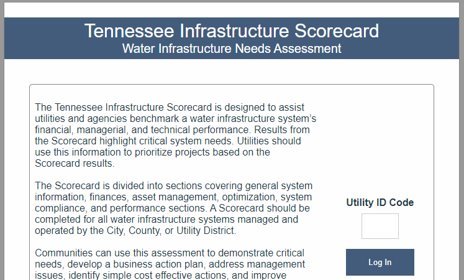 Tennessee Infrastructure Scorecard
Water Infrastructure Needs Assessment
The Tennessee Infrastructure Scorecard is designed to assist
utilities and agencies benchmark a water infrastructure system's
financial, managerial, and technical performance. Results from
the Scorecard highlight critical system needs. Utilities should
use this information to prioritize projects based on the
Scorecard results.
The Scorecard is divided into sections covering general system
information, finances, asset management, optimization, system
compliance, and performance sections. A Scorecard should be
completed for all water infrastructure systems managed and
operated by the City, County, or Utility District.
Communities can use this assessment to demonstrate critical
needs, develop a business action plan, address management
issues, identify simple cost effective actions, and improve
Utility ID Code
Log In